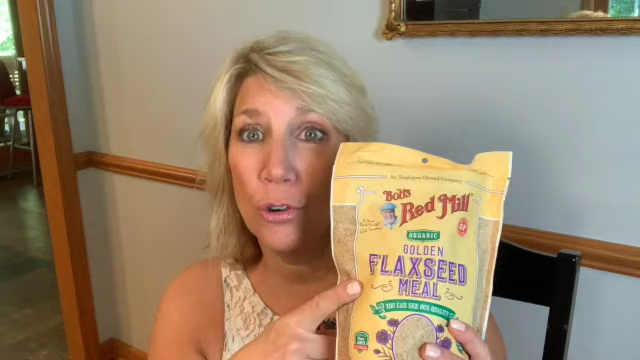 An Employee-Owned Company
Bob's
Red Mill
ORGANIC
GOLDEN
FLAXSEED
MEAL
YOU CAN SEE OUR QUALITY